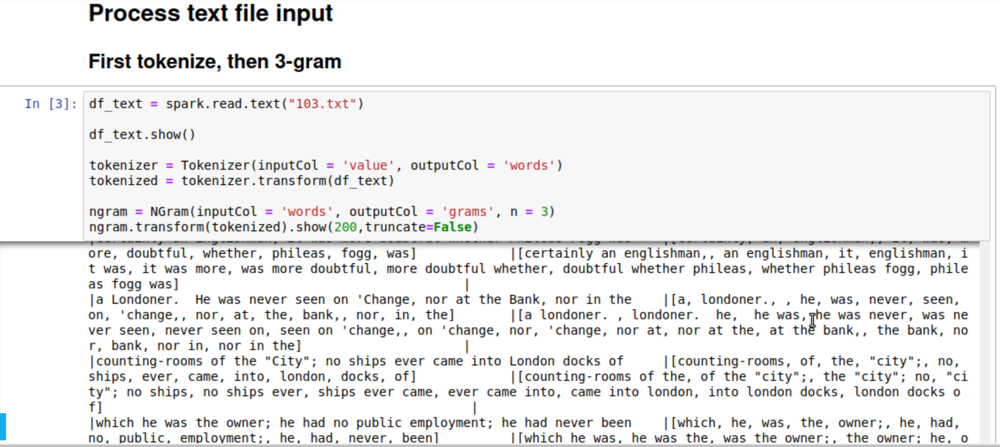 Process text file input
First tokenize, then 3-gram
In [3]:
df_text = spark.read.text("103.txt")
df_text.show()
tokenizer = Tokenizer(inputCol = 'value', outputCol = 'words')
tokenized = tokenizer.transform(df_text)
ngram = NGram(inputCol = 'words', outputCol = 'grams', n = 3)
ngram.transform(tokenized).show(200,truncate=False)
ore, doubtful, whether, phileas, fogg, was]            |[certainly an englishman,, an englishman, it, englishman, i
t was, it was more, was more doubtful, more doubtful whether, doubtful whether phileas, whether phileas fogg, phile
as fogg was]                                     |
|a Londoner.  He was never seen on 'Change, nor at the Bank, nor in the    |[a, londoner., , he, was, never, seen,
on, 'change,, nor, at, the, bank,, nor, in, the]       |[a londoner. , londoner.  he,  he was, he was never, was ne
ver seen, never seen on, seen on 'change,, on 'change, nor, 'change, nor at, nor at the, at the bank,, the bank, no
r, bank, nor in, nor in the]                     |
|counting-rooms of the "City"; no ships ever came into London docks of     |[counting-rooms, of, the, "city";, no,
ships, ever, came, into, london, docks, of]            |[counting-rooms of the, of the "city";, the "city"; no, "ci
ty"; no ships, no ships ever, ships ever came, ever came into, came into london, into london docks, london docks o
f]                                                |
|which he was the owner; he had no public employment; he had never been    |[which, he, was, the, owner;, he, had,
no, public, employment;, he, had, never, been]         |[which he was, he was the, was the owner;, the owner; he, o